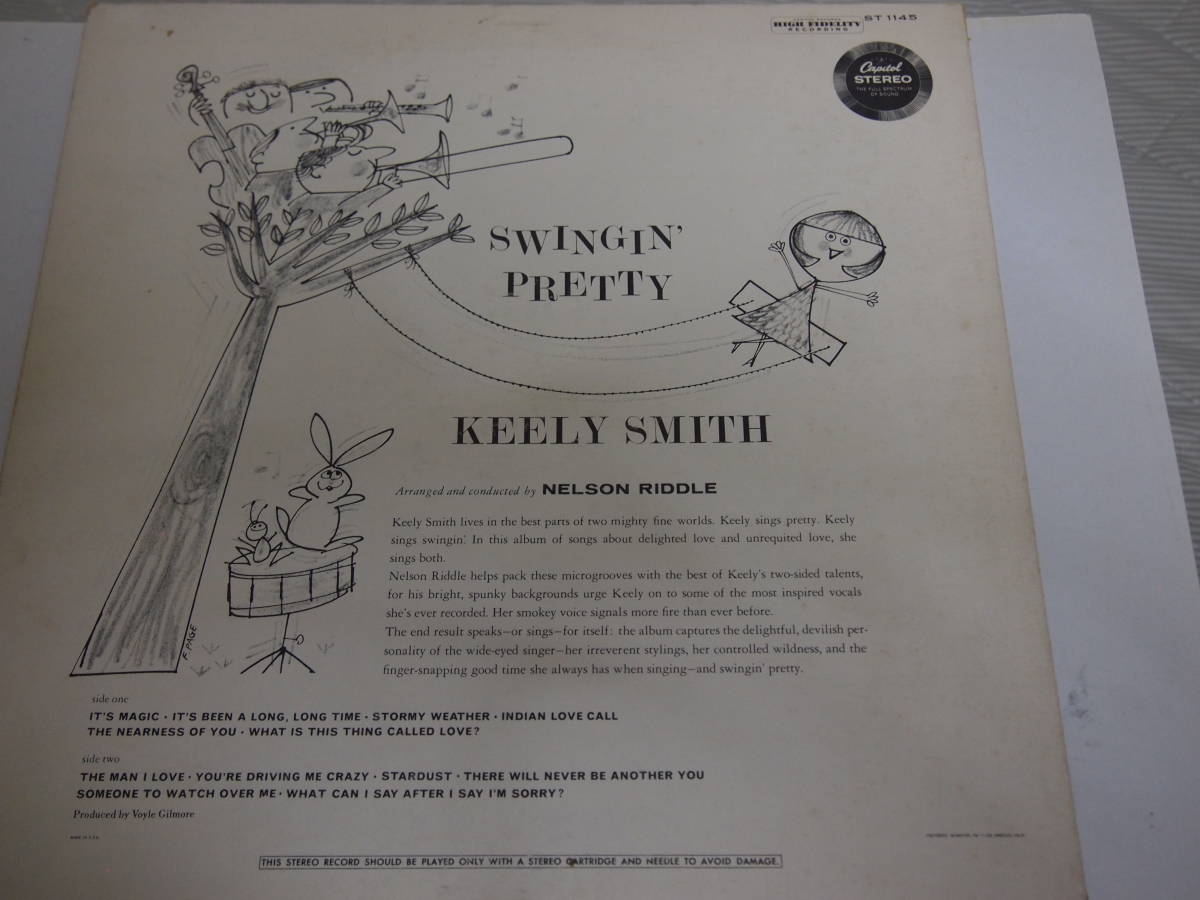 HIGH FIDELITY
RECORDING
ST 1145
Capitol
STEREO
THE FULL SPECTRUM
OF SOUND
SWINGIN'
PRETTY
KEELY SMITH
Arranged and conducted by NELSON RIDDLE
Keely Smith lives in the best parts of two mighty fine worlds. Keely sings pretty. Keely
sings swingin'. In this album of songs about delighted love and unrequited love, she
sings both.
Nelson Riddle helps pack these microgrooves with the best of Keely's two-sided talents,
for his bright, spunky backgrounds urge Keely on to some of the most inspired vocals
she's ever recorded. Her smokey voice signals more fire than ever before.
The end result speaks—or sings—for itself: the album captures the delightful, devilish per-
sonality of the wide-eyed singer—her irreverent stylings, her controlled wildness, and the
finger-snapping good time she always has when singing—and swingin' pretty.
F. PAGE
side one
IT'S MAGIC · IT'S BEEN A LONG, LONG TIME · STORMY WEATHER · INDIAN LOVE CALL
THE NEARNESS OF YOU · WHAT IS THIS THING CALLED LOVE?
side two
THE MAN I LOVE · YOU'RE DRIVING ME CRAZY · STARDUST · THERE WILL NEVER BE ANOTHER YOU
SOMEONE TO WATCH OVER ME · WHAT CAN I SAY AFTER I SAY I'M SORRY?
Produced by Voyle Gilmore
MADE IN U.S.A.
THIS STEREO RECORD SHOULD BE PLAYED ONLY WITH A STEREO CARTRIDGE AND NEEDLE TO AVOID DAMAGE.